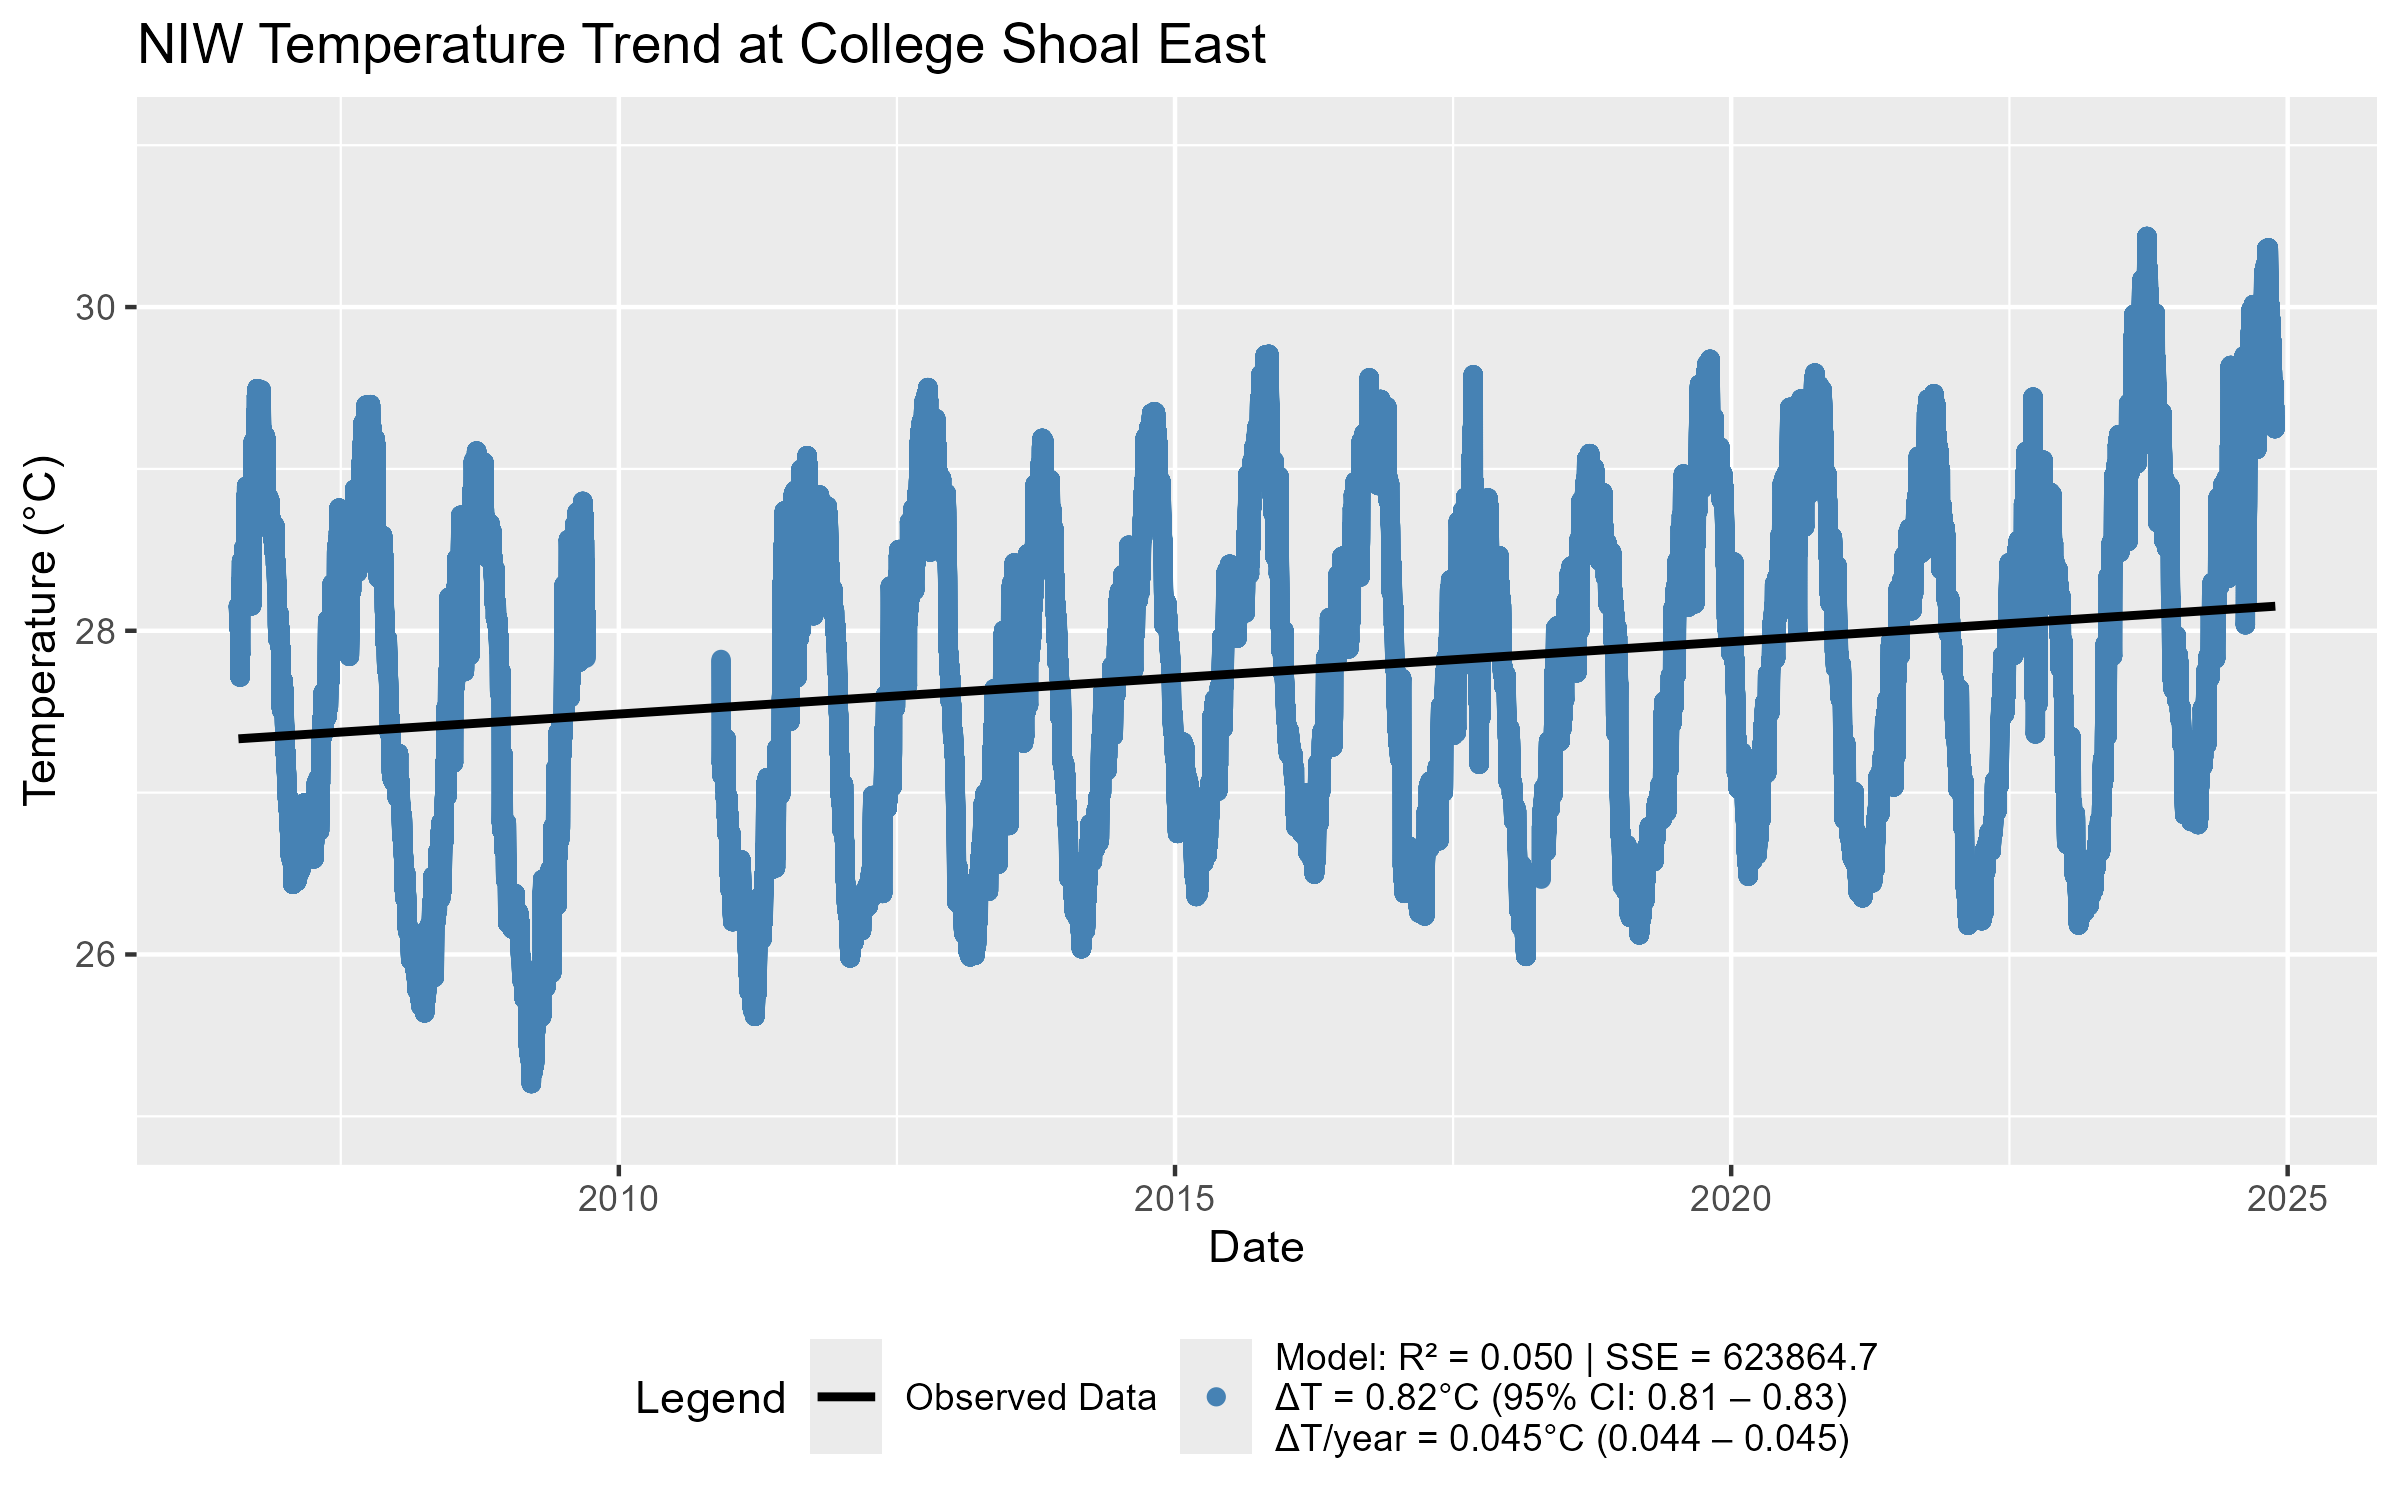 NIW Temperature Trend at College Shoal East
Temperature (°C)
30
28
26
2010
2015
2020
2025
Date
Legend
Observed Data
Model: R² = 0.050 | SSE = 623864.7
ΔT = 0.82°C (95% CI: 0.81 – 0.83)
ΔT/year = 0.045°C (0.044 – 0.045)